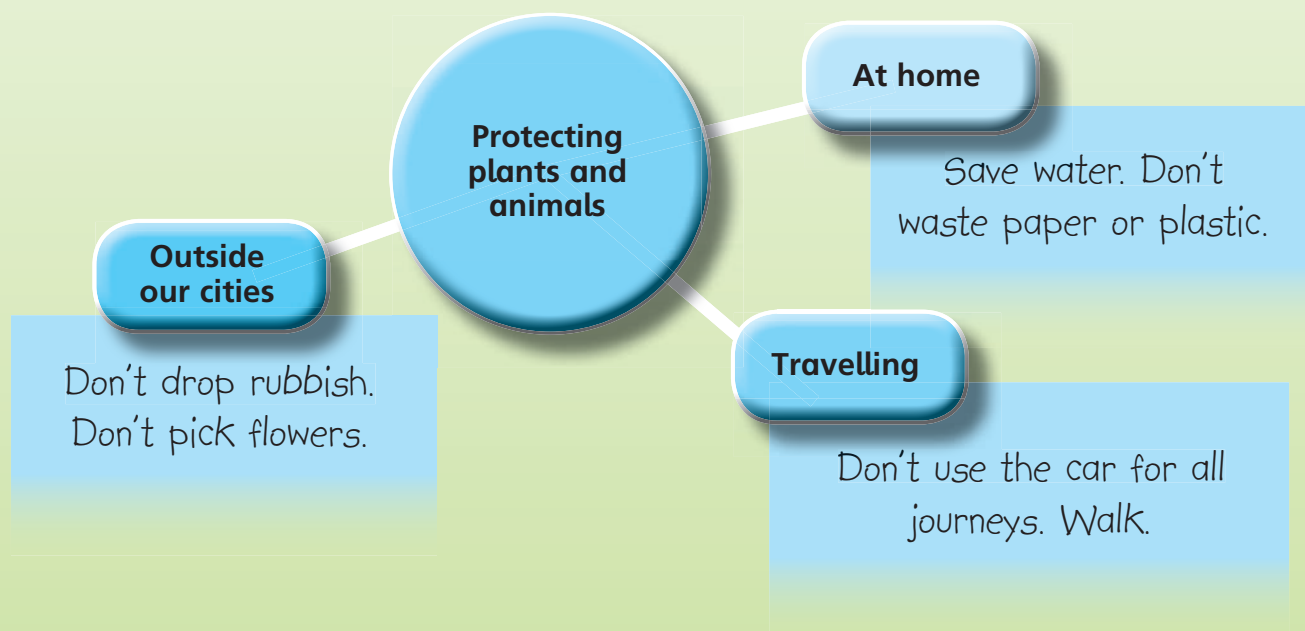 Protecting
plants and
animals
At home
Save water. Don't
waste paper or plastic.
Outside
our cities
Don't drop rubbish.
Don't pick flowers.
Travelling
Don't use the car for all
journeys. Walk.